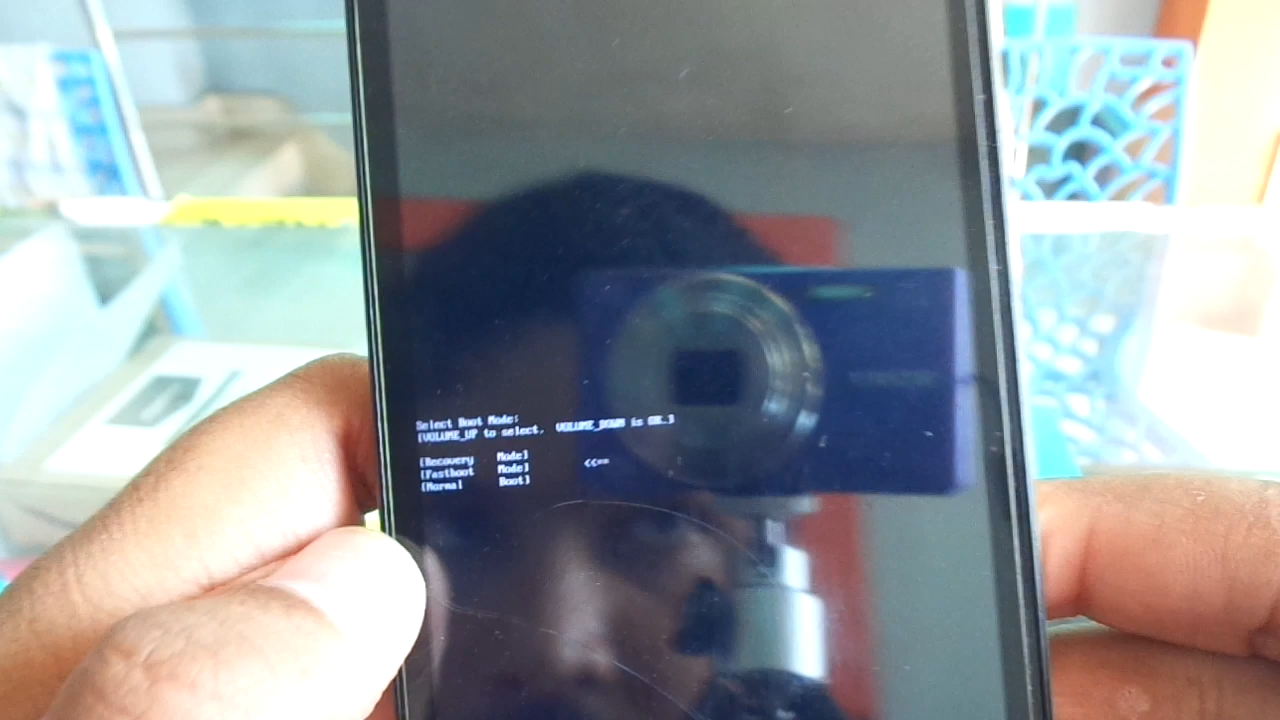 Select Boot Mode:
[VOLUME_UP to select. VOLUME_DOWN is OK.]
[Recovery Mode] <<==
[Fastboot Mode]
[Normal Boot]